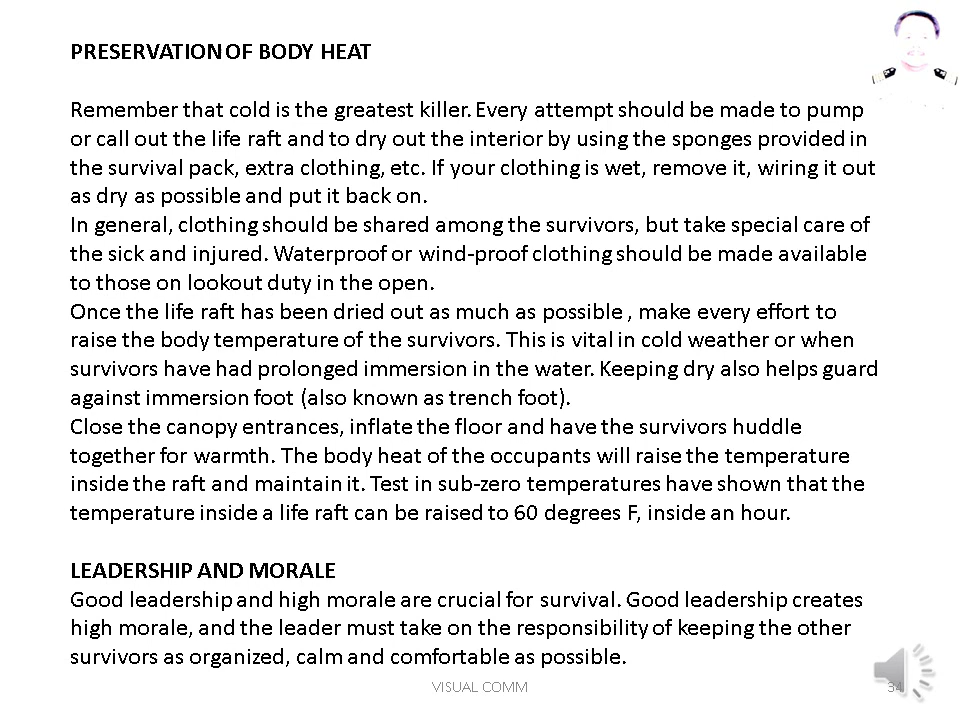 PRESERVATION OF BODY HEAT
Remember that cold is the greatest killer. Every attempt should be made to pump
or call out the life raft and to dry out the interior by using the sponges provided in
the survival pack, extra clothing, etc. If your clothing is wet, remove it, wiring it out
as dry as possible and put it back on.
In general, clothing should be shared among the survivors, but take special care of
the sick and injured. Waterproof or wind-proof clothing should be made available
to those on lookout duty in the open.
Once the life raft has been dried out as much as possible , make every effort to
raise the body temperature of the survivors. This is vital in cold weather or when
survivors have had prolonged immersion in the water. Keeping dry also helps guard
against immersion foot (also known as trench foot).
Close the canopy entrances, inflate the floor and have the survivors huddle
together for warmth. The body heat of the occupants will raise the temperature
inside the raft and maintain it. Test in sub-zero temperatures have shown that the
temperature inside a life raft can be raised to 60 degrees F, inside an hour.
LEADERSHIP AND MORALE
Good leadership and high morale are crucial for survival. Good leadership creates
high morale, and the leader must take on the responsibility of keeping the other
survivors as organized, calm and comfortable as possible.
VISUAL COMM
34